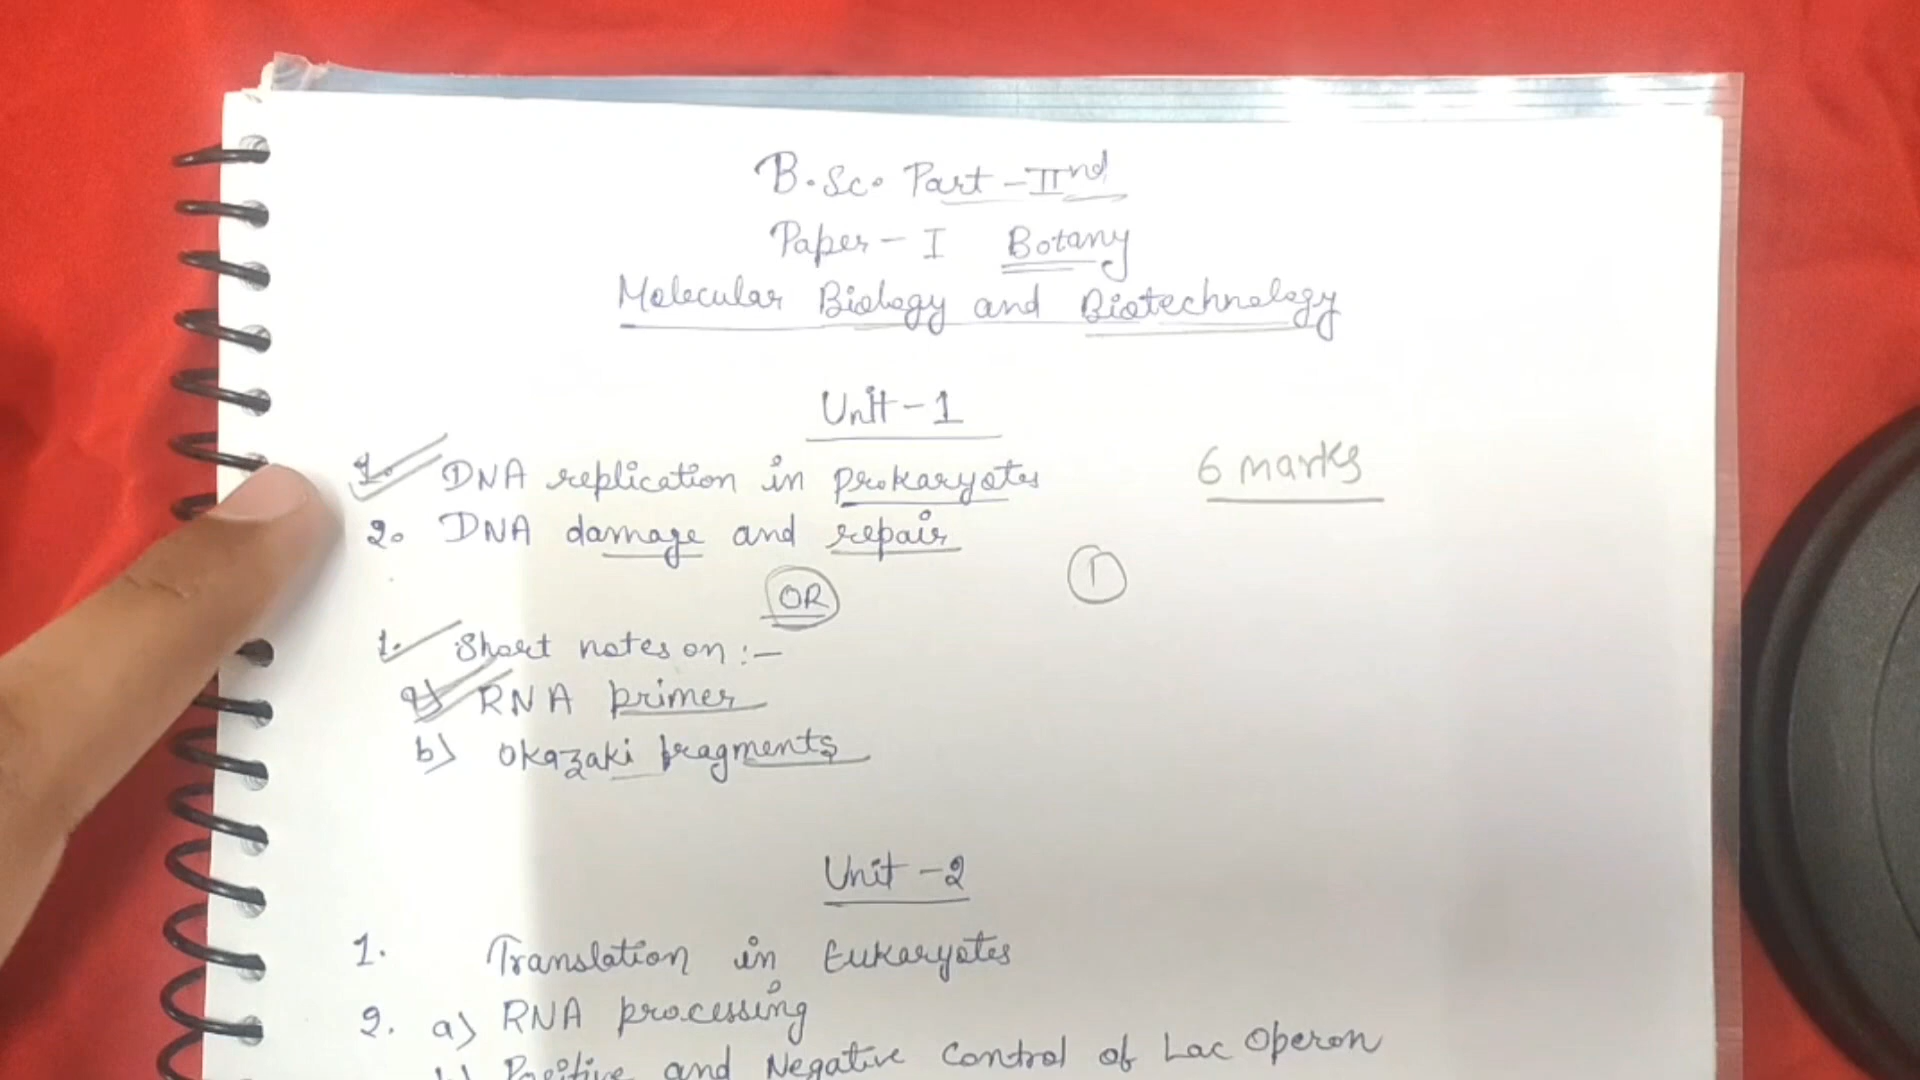 B.Sc. Part-IInd
Paper-I Botany
Molecular Biology and Biotechnology
Unit-1
1. DNA replication in prokaryotes
6 marks
2. DNA damage and repair
OR
1
1. Short notes on :-
a) RNA primer
b) Okazaki fragments
Unit-2
1. Translation in Eukaryotes
2. a) RNA processing
b) Positive and Negative Control of Lac Operon